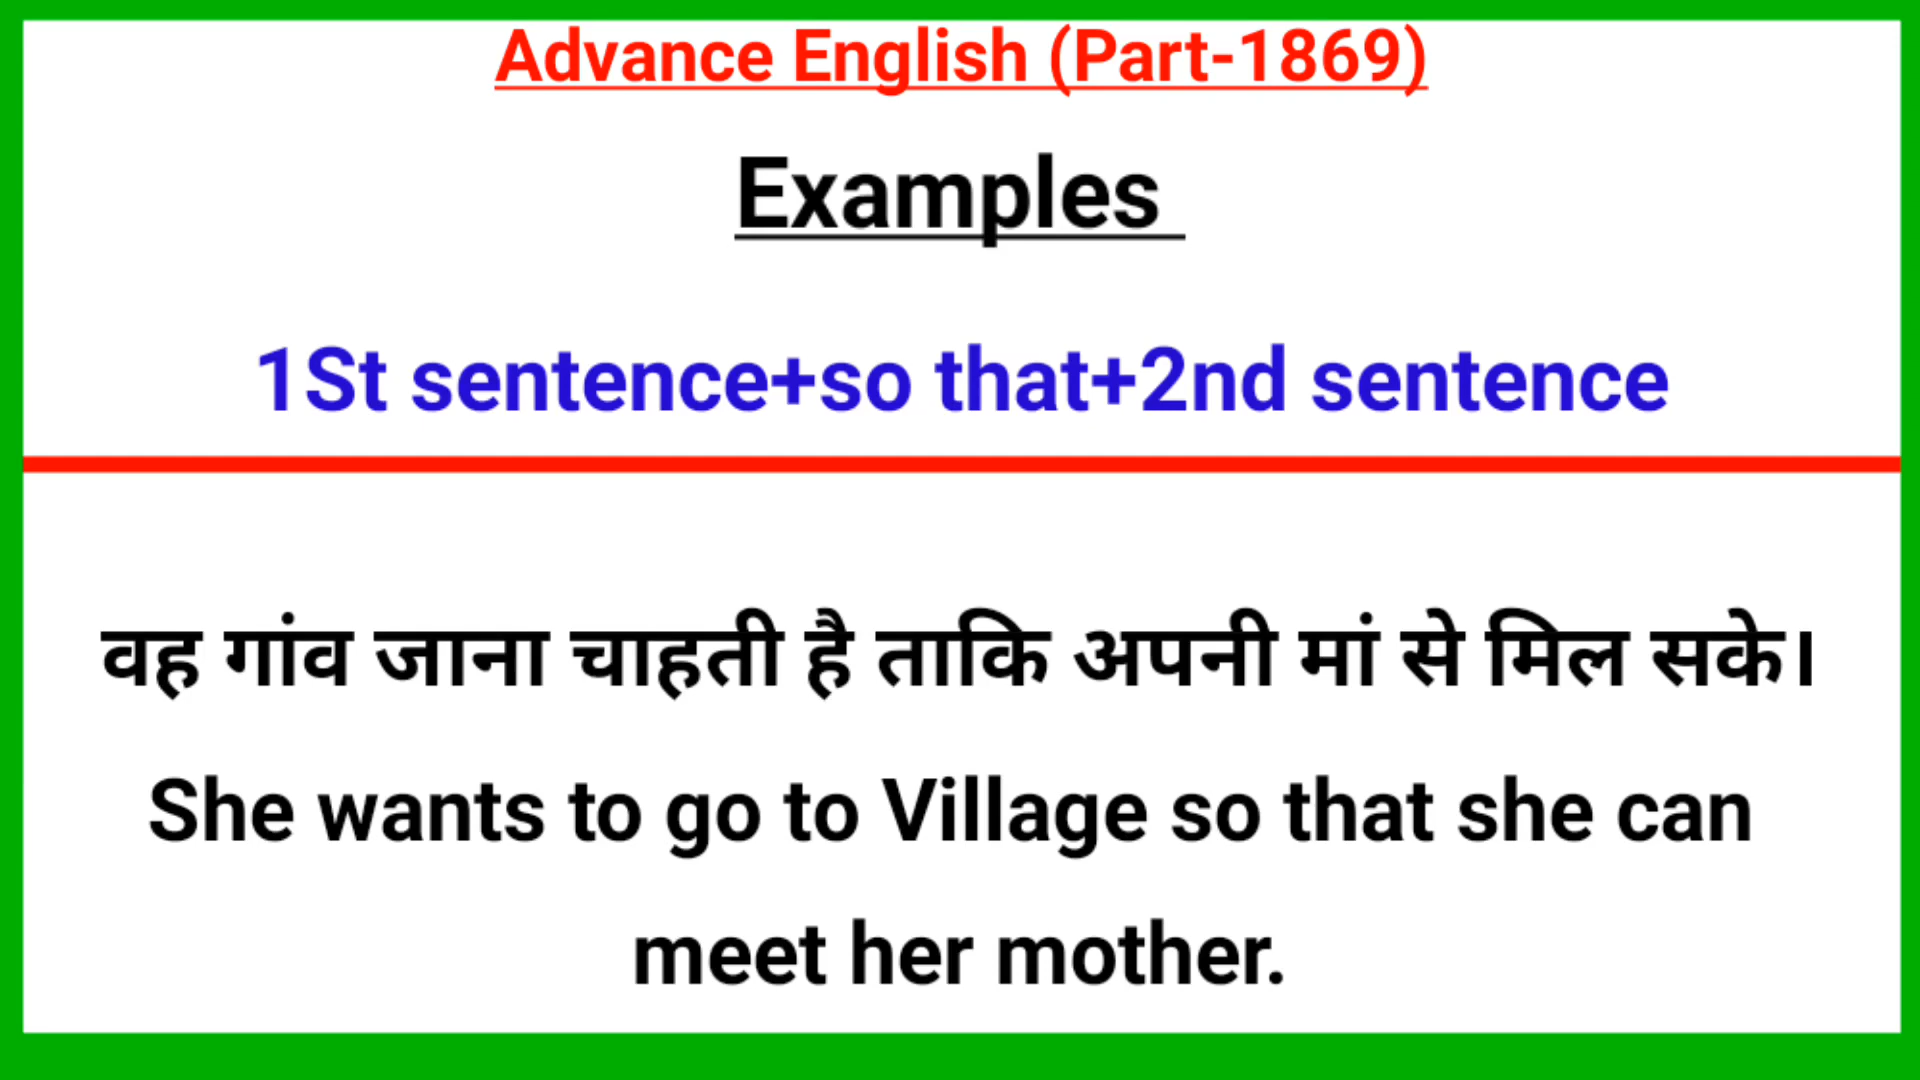 Advance English (Part-1869)
Examples
1St sentence+so that+2nd sentence
वह गांव जाना चाहती है ताकि अपनी मां से मिल सके।
She wants to go to Village so that she can
meet her mother.